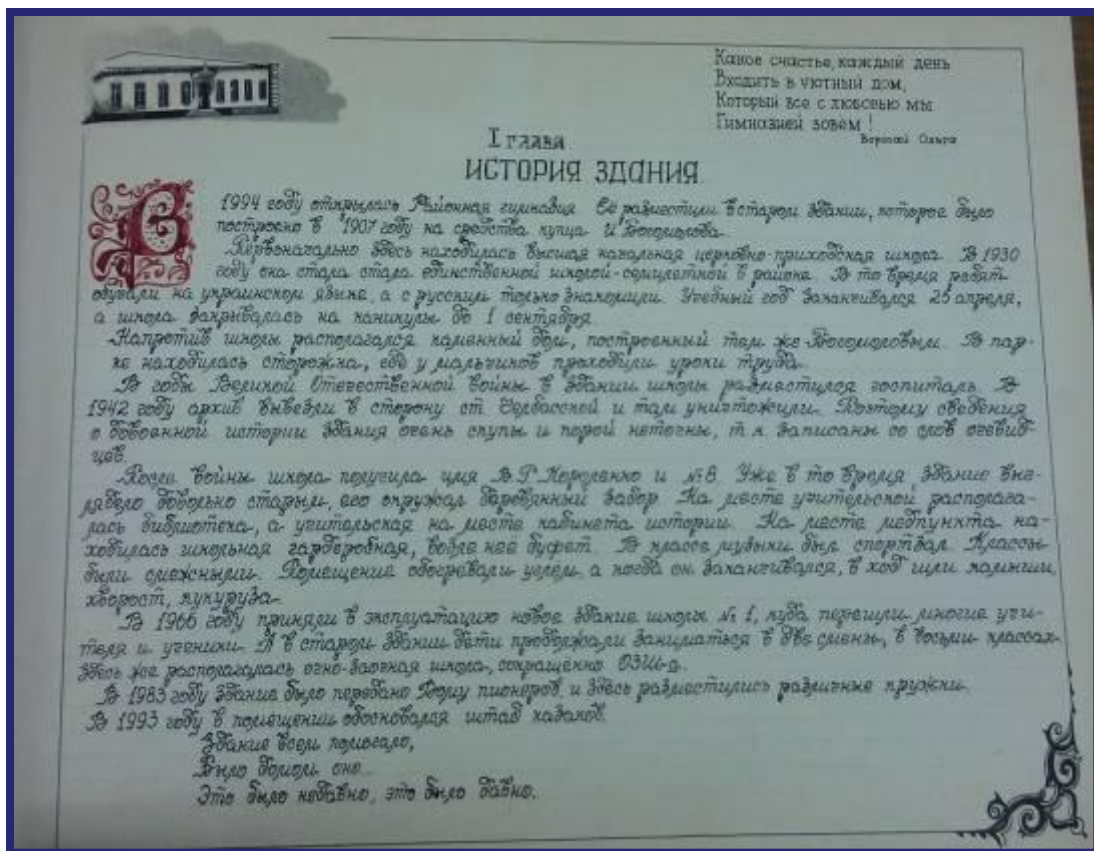 Какое счастье, каждый день
Входить в уютный дом,
Который все с любовью мы
Гимназией зовем !
Ольга
I глава
ИСТОРИЯ ЗДАНИЯ
В 1994 году открылась Районная гимназия. Её разместили в старом здании, которое было
построено в 1907 году на средства купца И. Богомолова.
Первоначально здесь находилась высшая начальная церковно-приходская школа. В 1930
году она стала стала единственной школой-семилетной в районе. В то время ребят
обучали на украинском языке, а с русским только знакомили. Учебный год заканчивался 25 апреля,
а школа закрывалась на каникулы до 1 сентября.
Напротив школы располагался каменный дом, построенный тем же Богомоловым. В пар-
ке находилась сторожка, где у мальчиков проходили уроки труда.
В годы Великой Отечественной войны в здании школы разместился госпиталь. В
1942 году архив вывезли в сторону ст. Чербасской и там уничтожили. Поэтому сведения
о довоенной истории здания очень скупы и порой неточны, т.к. записаны со слов очевид-
цев.
После войны школа получила имя В.Г. Короленко и №8. Уже в то время, здание выг-
лядело довольно старым, его окружал деревянный забор. На месте учительской располага-
лась библиотека, а учительская на месте кабинета истории. На месте медпункта на-
ходилась школьная гардеробная, возле неё буфет. В классе музыки был спортзал. Классы
были смежными. Помещение обогревали углем, а когда он заканчивался, в ход шли камыши,
хворост, кукуруза.
В 1966 году приняли в эксплуатацию новое здание школы № 1, куда перешли многие учи-
теля и ученики. А в старом здании дети продолжали заниматься в две смены, в восьми классах.
Здесь же располагалась очно-заочная школа, сокращённо ОЗШ-а.
В 1983 году здание было передано Дому пионеров и здесь разместились различные кружки.
В 1993 году в помещении обосновался штаб казаков.
Здание всем помогало,
Было домом оно...
Это было недавно, это было давно.